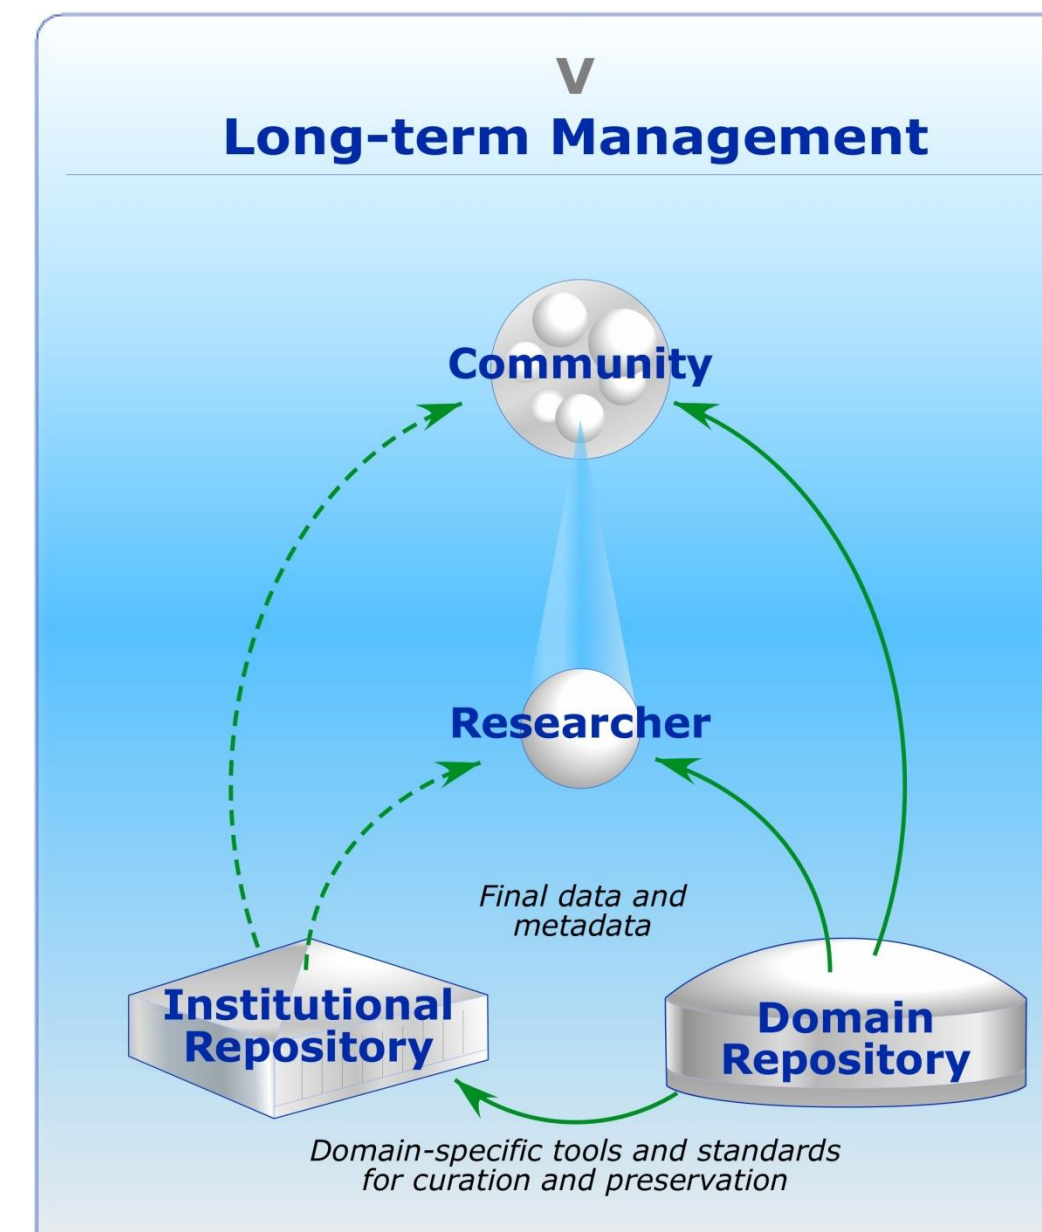 V
Long-term Management
Community
Researcher
Final data and
metadata
Institutional
Repository
Domain
Repository
Domain-specific tools and standards
for curation and preservation